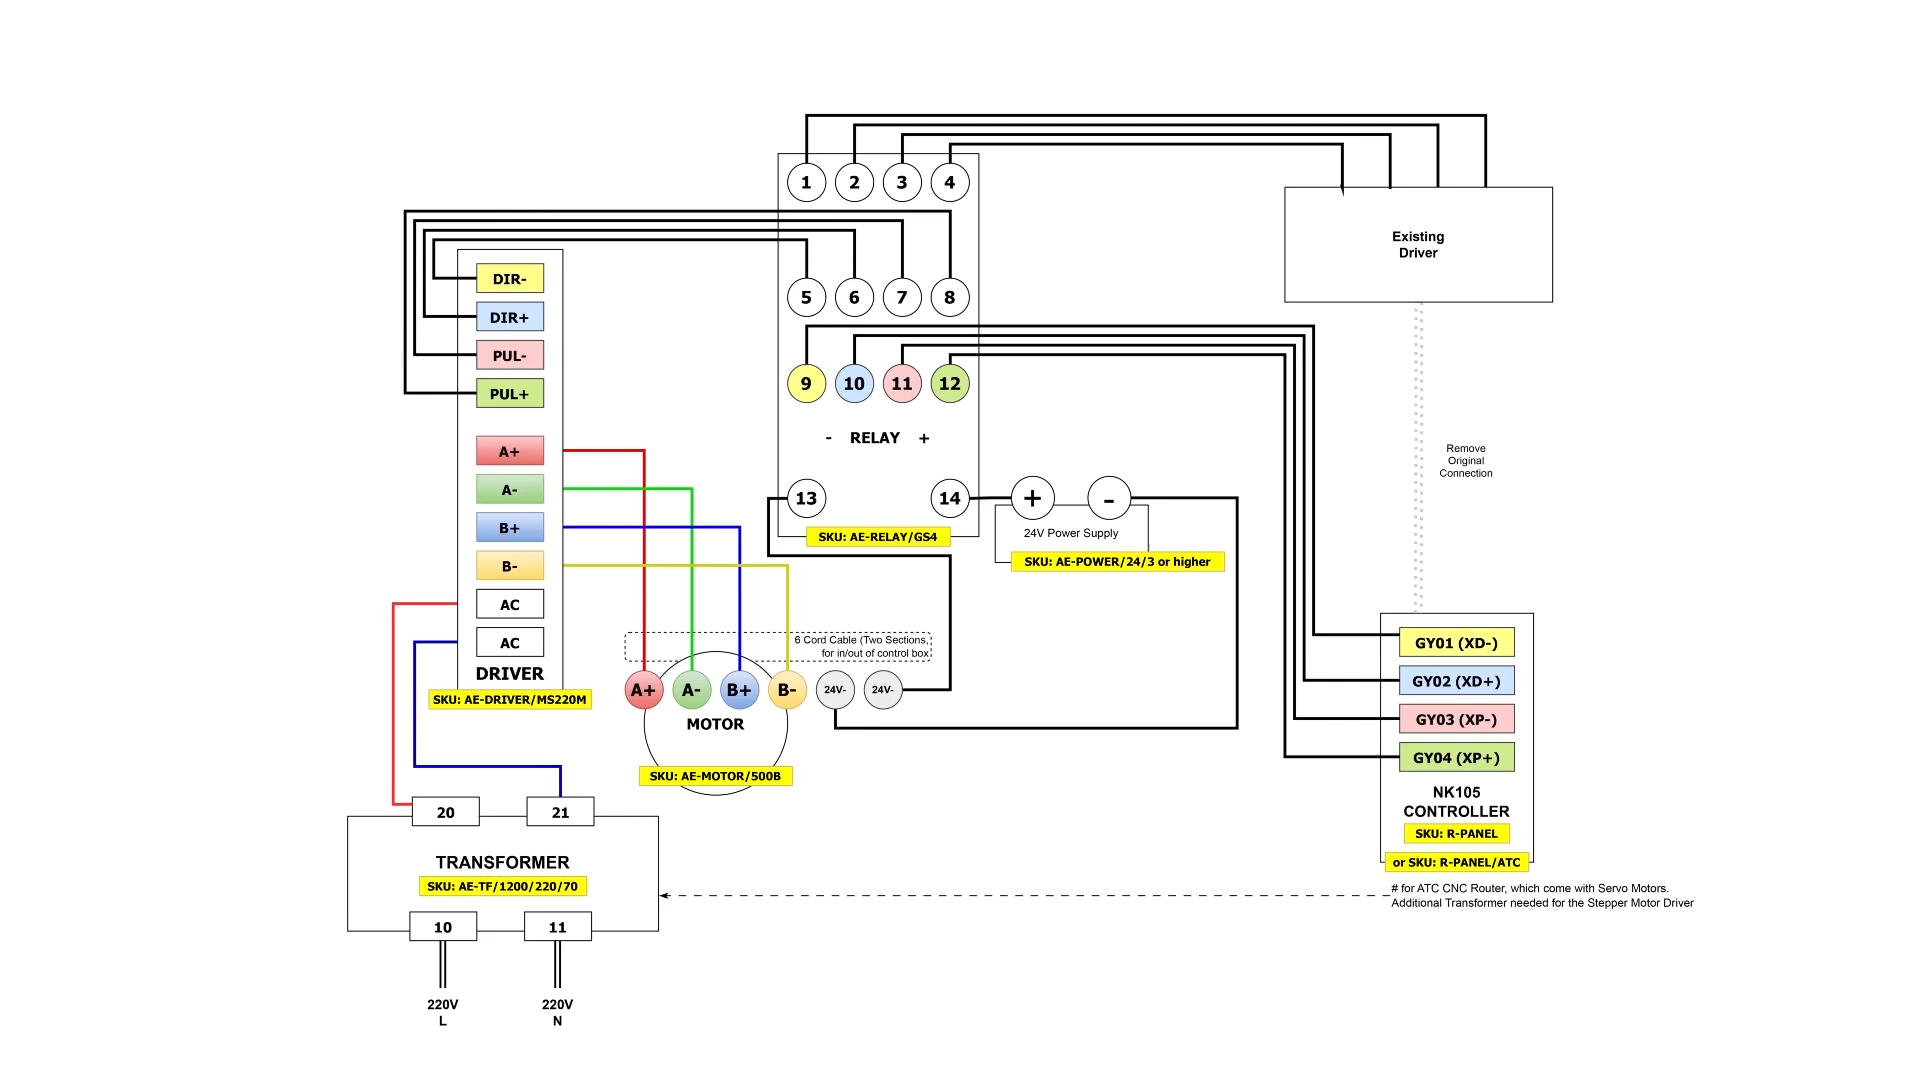 1
2
3
4
Existing
Driver
5
6
7
8
DIR-
DIR+
PUL-
PUL+
9
10
11
12
- RELAY +
A+
A-
B+
B-
AC
AC
DRIVER
SKU: AE-DRIVER/MS220M
13
14
SKU: AE-RELAY/GS4
+
-
24V Power Supply
SKU: AE-POWER/24/3 or higher
Remove
Original
Connection
6 Cord Cable (Two Sections,
for in/out of control box
A+
A-
B+
B-
24V-
24V-
MOTOR
SKU: AE-MOTOR/500B
GY01 (XD-)
GY02 (XD+)
GY03 (XP-)
GY04 (XP+)
NK105
CONTROLLER
SKU: R-PANEL
or SKU: R-PANEL/ATC
# for ATC CNC Router, which come with Servo Motors.
Additional Transformer needed for the Stepper Motor Driver
20
21
TRANSFORMER
SKU: AE-TF/1200/220/70
10
11
220V
L
220V
N